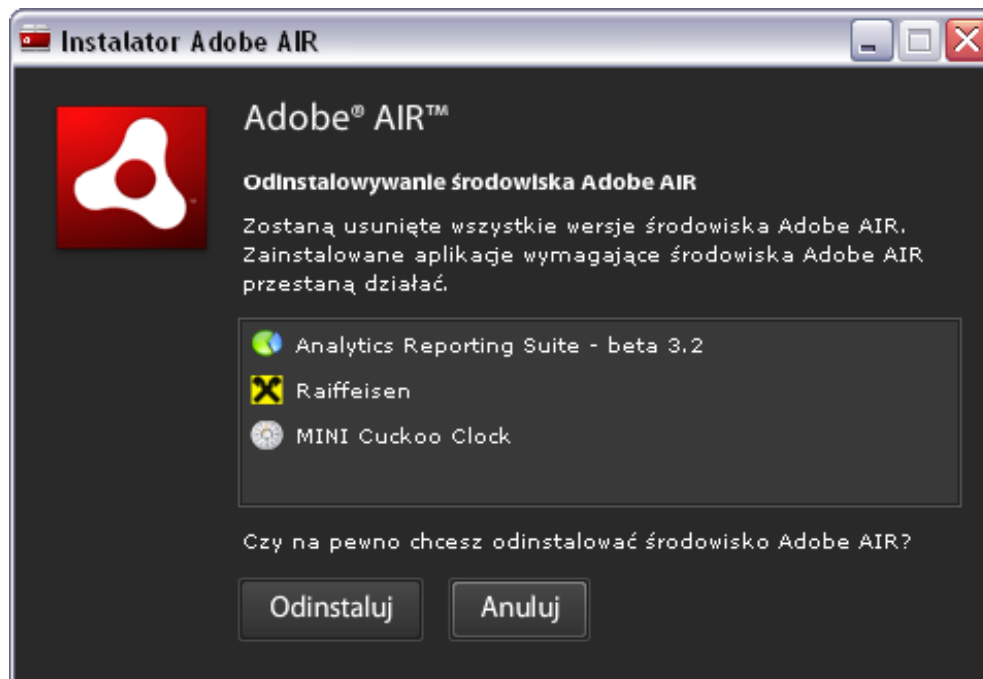 Instalator Adobe AIR
Adobe® AIR™
Odinstalowywanie środowiska Adobe AIR
Zostaną usunięte wszystkie wersje środowiska Adobe AIR.
Zainstalowane aplikacje wymagające środowiska Adobe AIR
przestaną działać.
Analytics Reporting Suite - beta 3.2
Raiffeisen
MINI Cuckoo Clock
Czy na pewno chcesz odinstalować środowisko Adobe AIR?
Odinstaluj
Anuluj